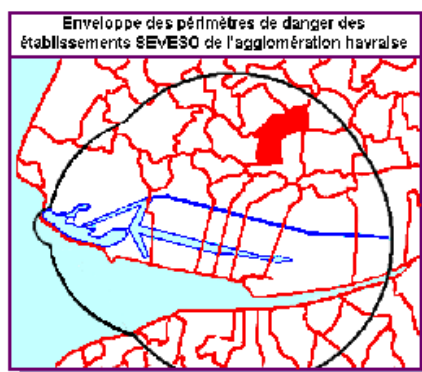 Enveloppe des périmètres de danger des
établissements SEVESO de l'agglomération havraise